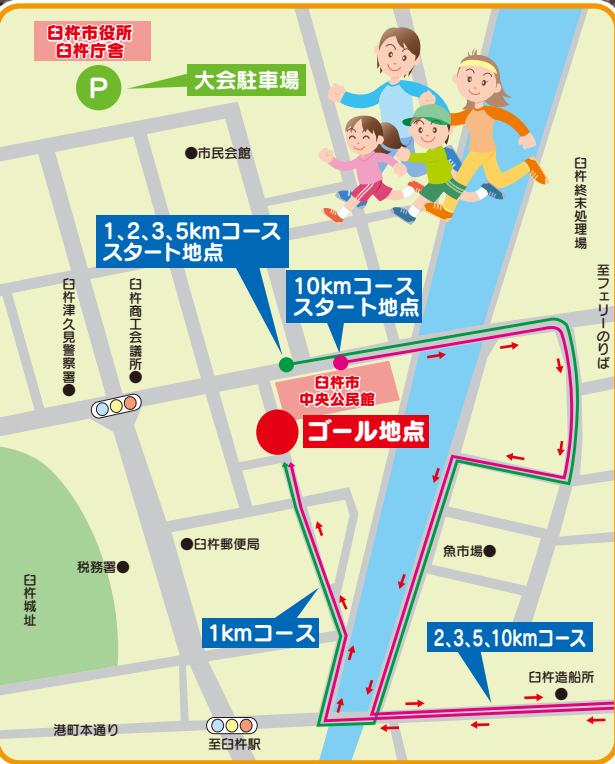 臼杵市役所
臼杵庁舎
P
大会駐車場
●市民会館
臼杵終末処理場
至フェリーのりば
1、2、3、5kmコース
スタート地点
10kmコース
スタート地点
臼杵津久見警察署●
臼杵商工会議所●
臼杵市
中央公民館
ゴール地点
●臼杵郵便局
税務署●
魚市場●
臼杵城址
1kmコース
2、3、5、10kmコース
臼杵造船所
港町本通り
至臼杵駅